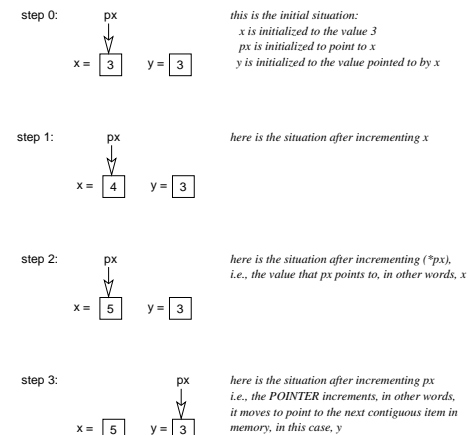 step 0: px this is the initial situation:
x is initialized to the value 3
px is initialized to point to x
x = 3 y = 3 y is initialized to the value pointed to by x
step 1: px here is the situation after incrementing x
x = 4 y = 3
step 2: px here is the situation after incrementing (*px),
i.e., the value that px points to, in other words, x
x = 5 y = 3
step 3: px here is the situation after incrementing px
i.e., the POINTER increments, in other words,
it moves to point to the next contiguous item in
x = 5 y = 3 memory, in this case, y